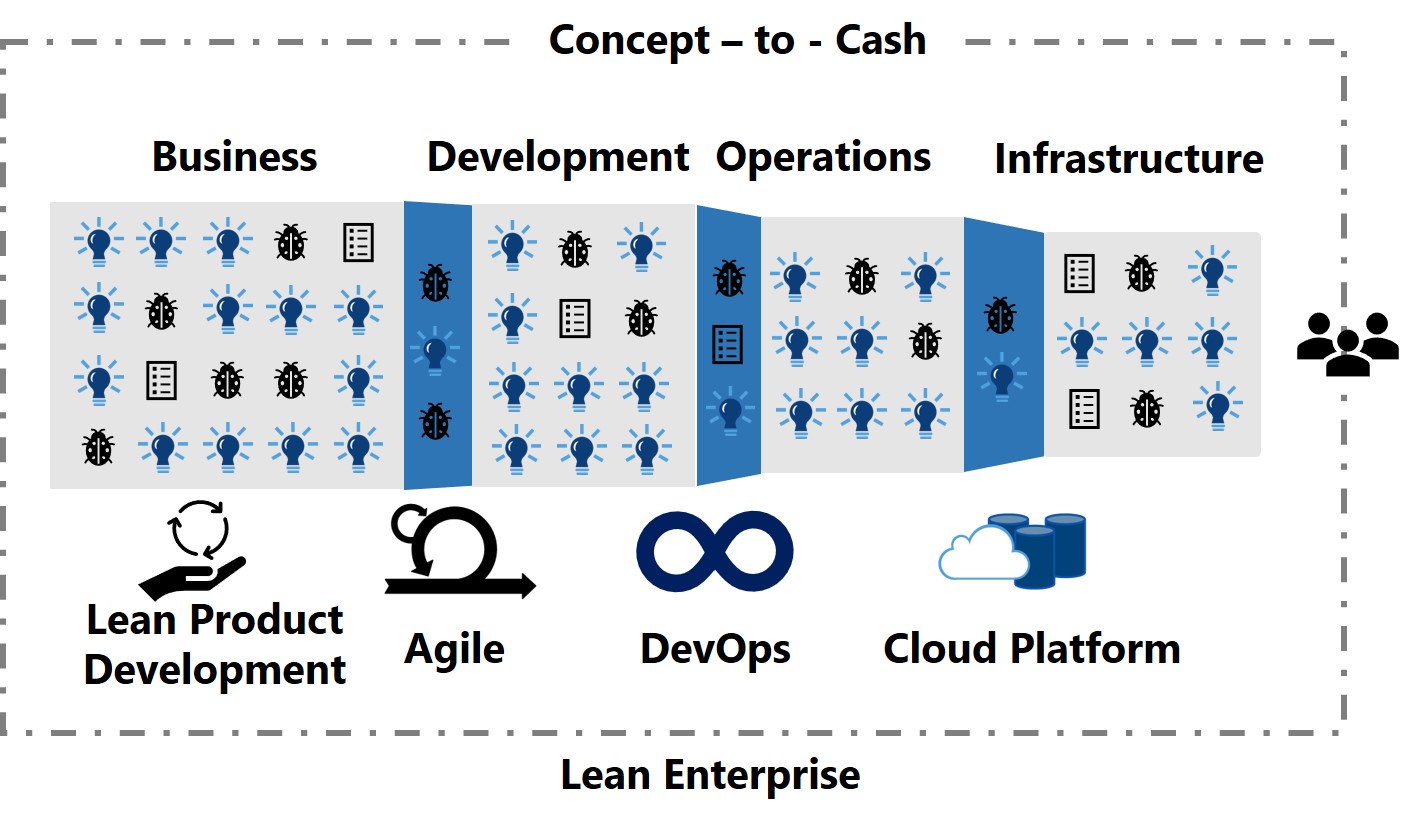 Concept – to - Cash
Business
Development
Operations
Infrastructure
Lean Product
Development
Agile
DevOps
Cloud Platform
Lean Enterprise